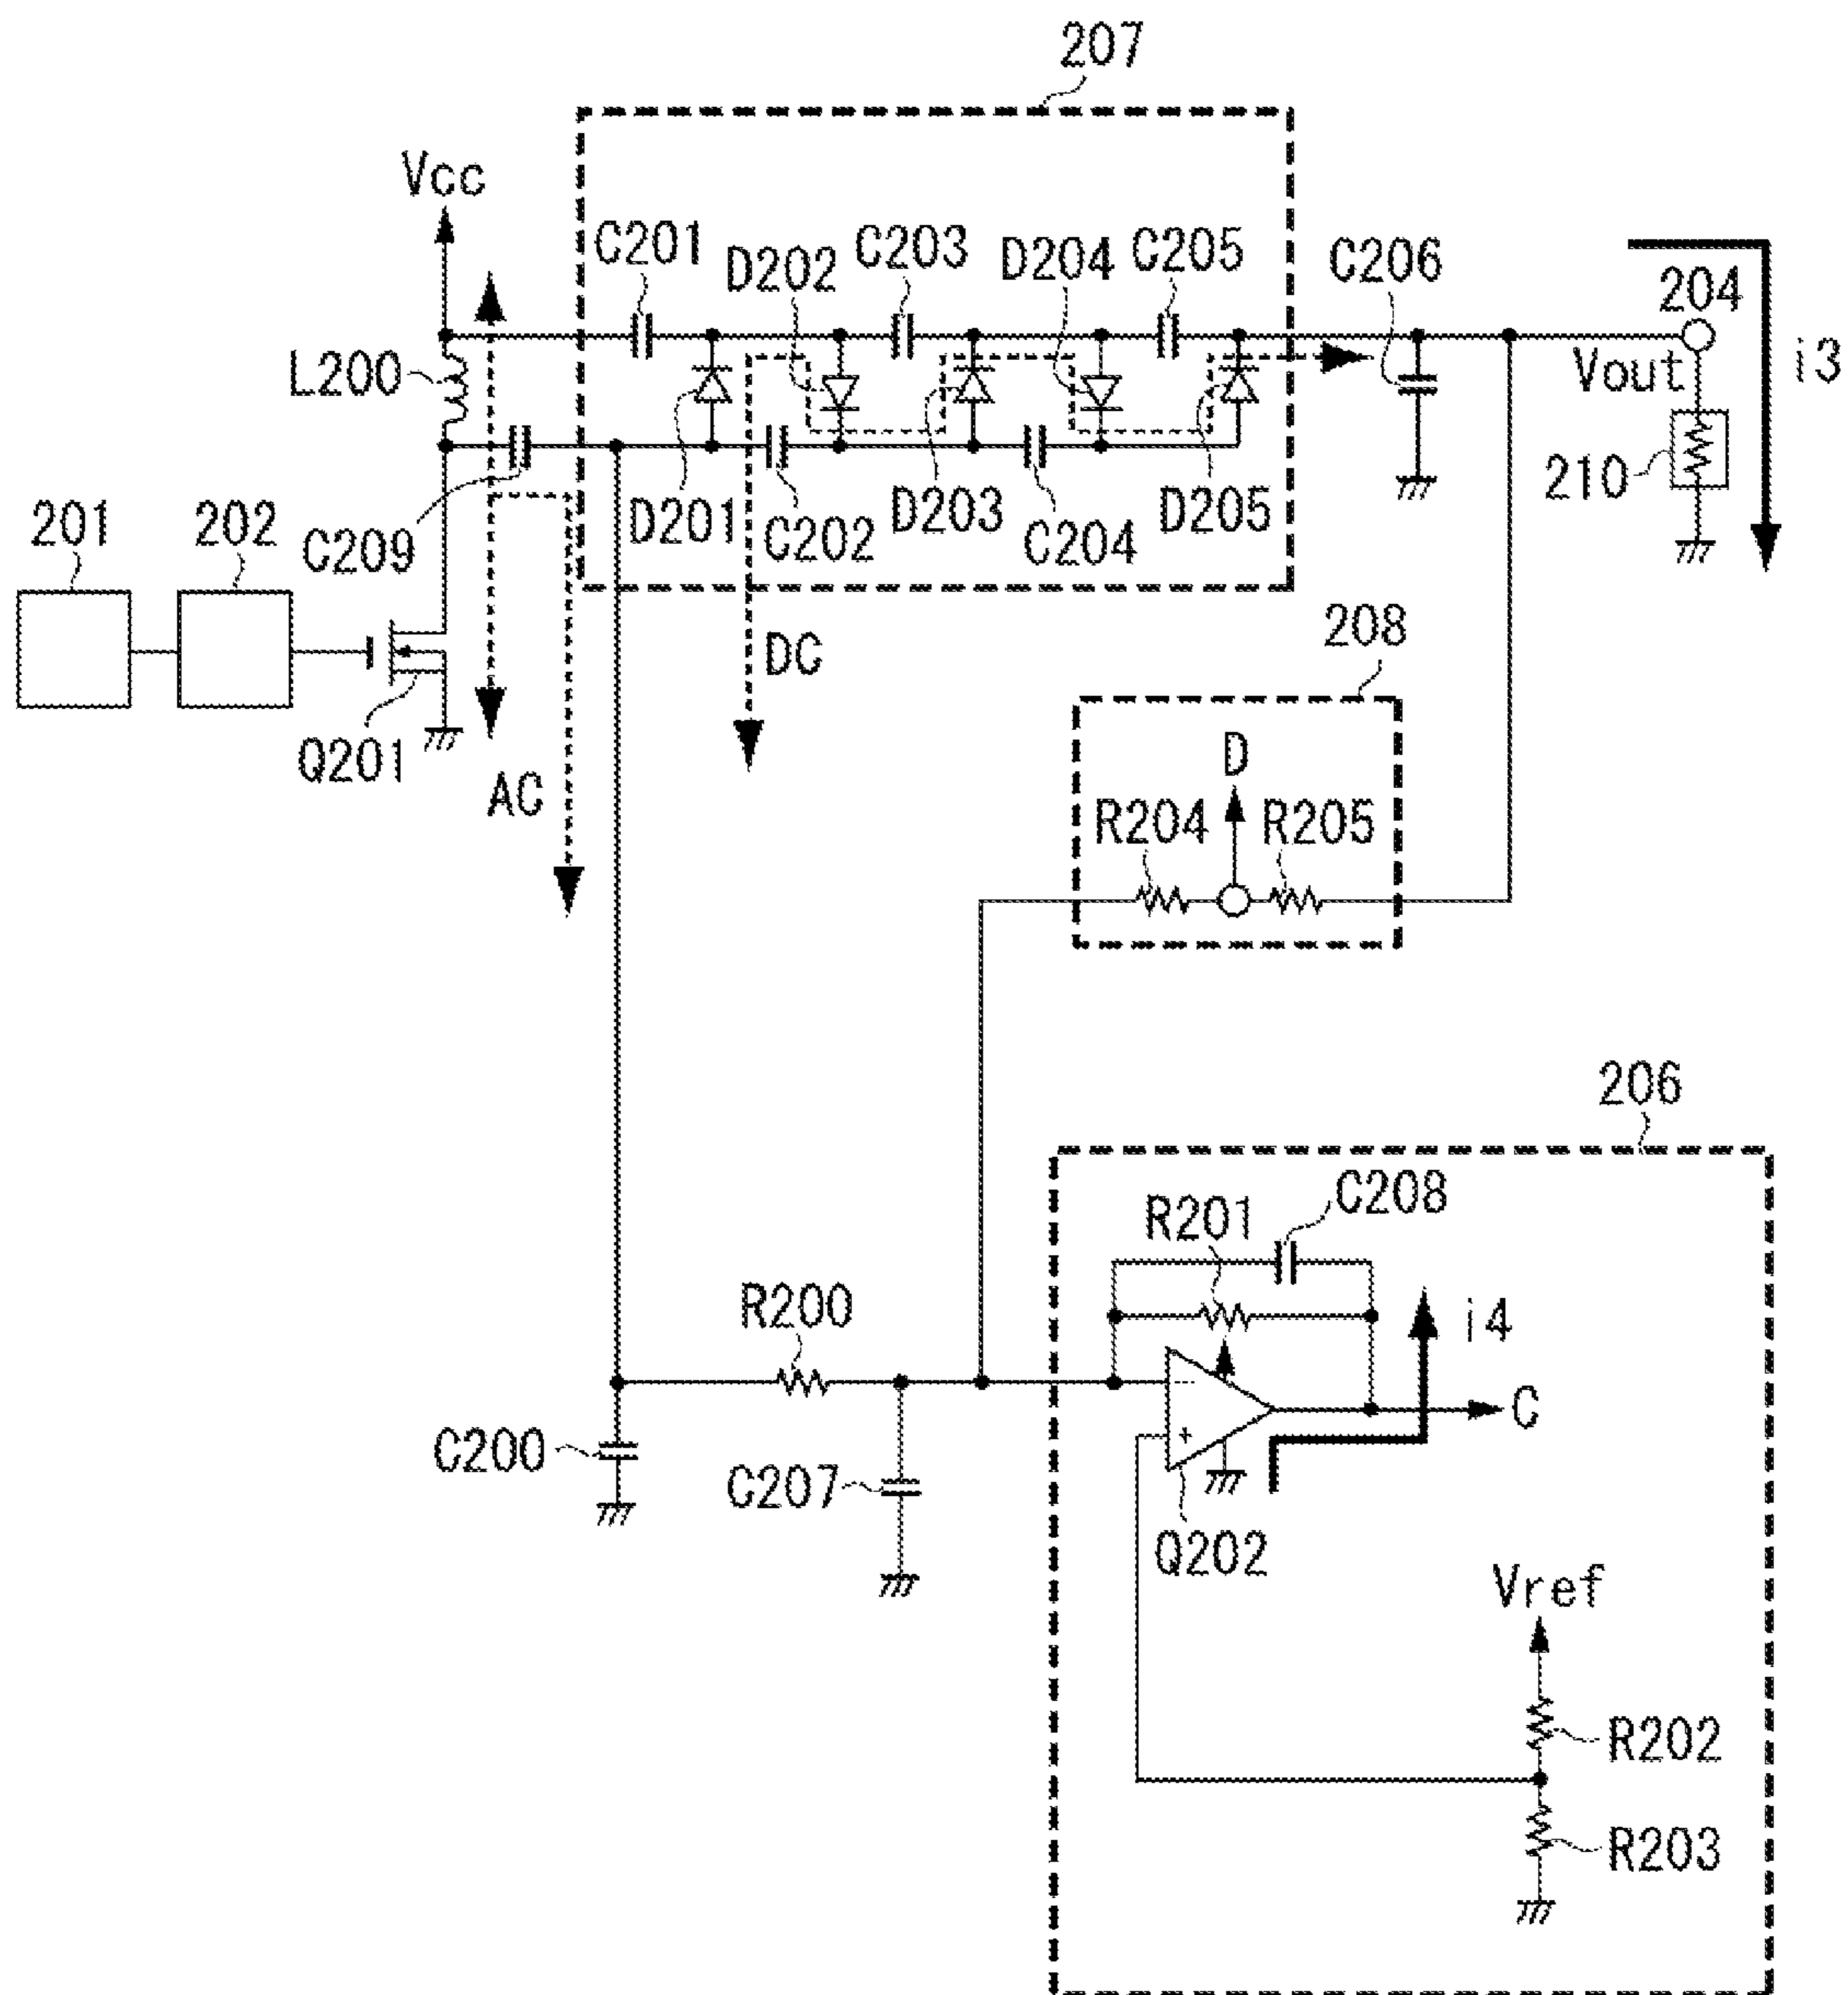 207
Vcc
C201
D202
C203
D204
C205
C206
204
L200
Vout
i3
210
201
202
C209
D201
C202
D203
C204
D205
DC
208
Q201
AC
D
R204
R205
206
C208
R201
R200
i4
C
C200
C207
-
+
Q202
Vref
R202
R203